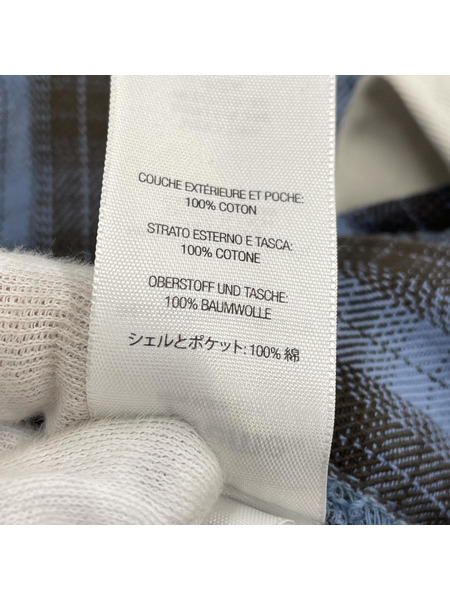 COUCHE EXTÉRIEURE ET POCHE:
100% COTON
STRATO ESTERNO E TASCA:
100% COTONE
OBERSTOFF UND TASCHE:
100% BAUMWOLLE
シェルとポケット: 100% 綿